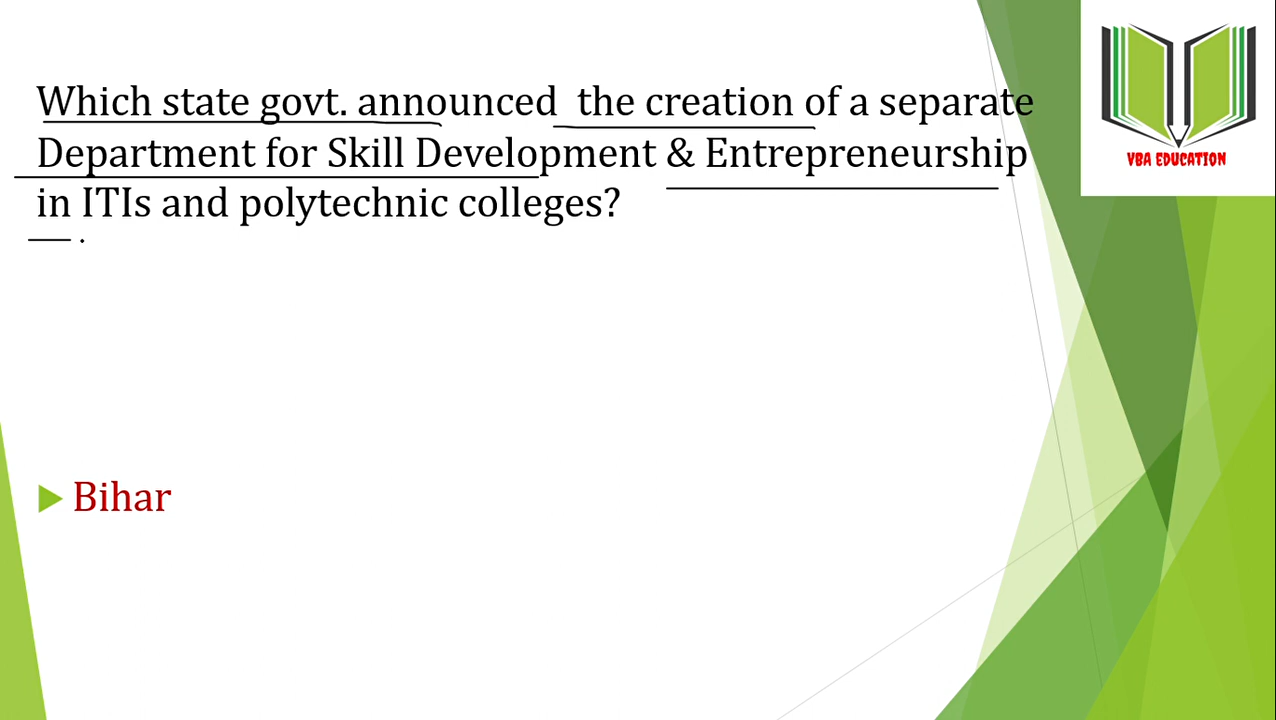 Which state govt. announced  the creation of a separate
Department for Skill Development & Entrepreneurship
in ITIs and polytechnic colleges?
VBA EDUCATION
Bihar